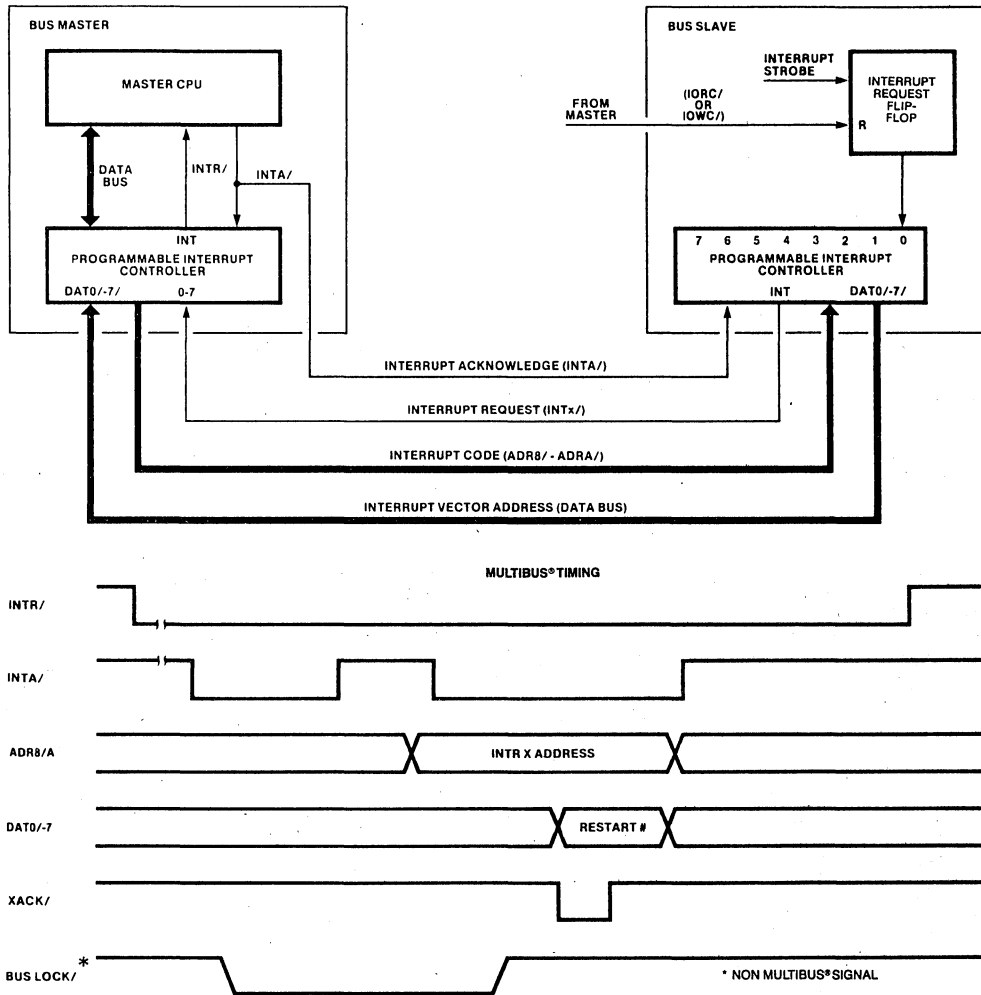 BUS MASTER
MASTER CPU
DATA
BUS
INTR/
INTA/
INT
PROGRAMMABLE INTERRUPT
CONTROLLER
DAT0/-7/ 0-7
BUS SLAVE
INTERRUPT
STROBE
FROM
MASTER
(IORC/
OR
IOWC/)
INTERRUPT
REQUEST
FLIP-
FLOP
R
7 6 5 4 3 2 1 0
PROGRAMMABLE INTERRUPT
CONTROLLER
INT DAT0/-7/
INTERRUPT ACKNOWLEDGE (INTA/)
INTERRUPT REQUEST (INTx/)
INTERRUPT CODE (ADR8/ - ADRA/)
INTERRUPT VECTOR ADDRESS (DATA BUS)
MULTIBUS® TIMING
INTR/
INTA/
ADR8/A
INTR X ADDRESS
DAT0/-7
RESTART #
XACK/
BUS LOCK/*
* NON MULTIBUS® SIGNAL